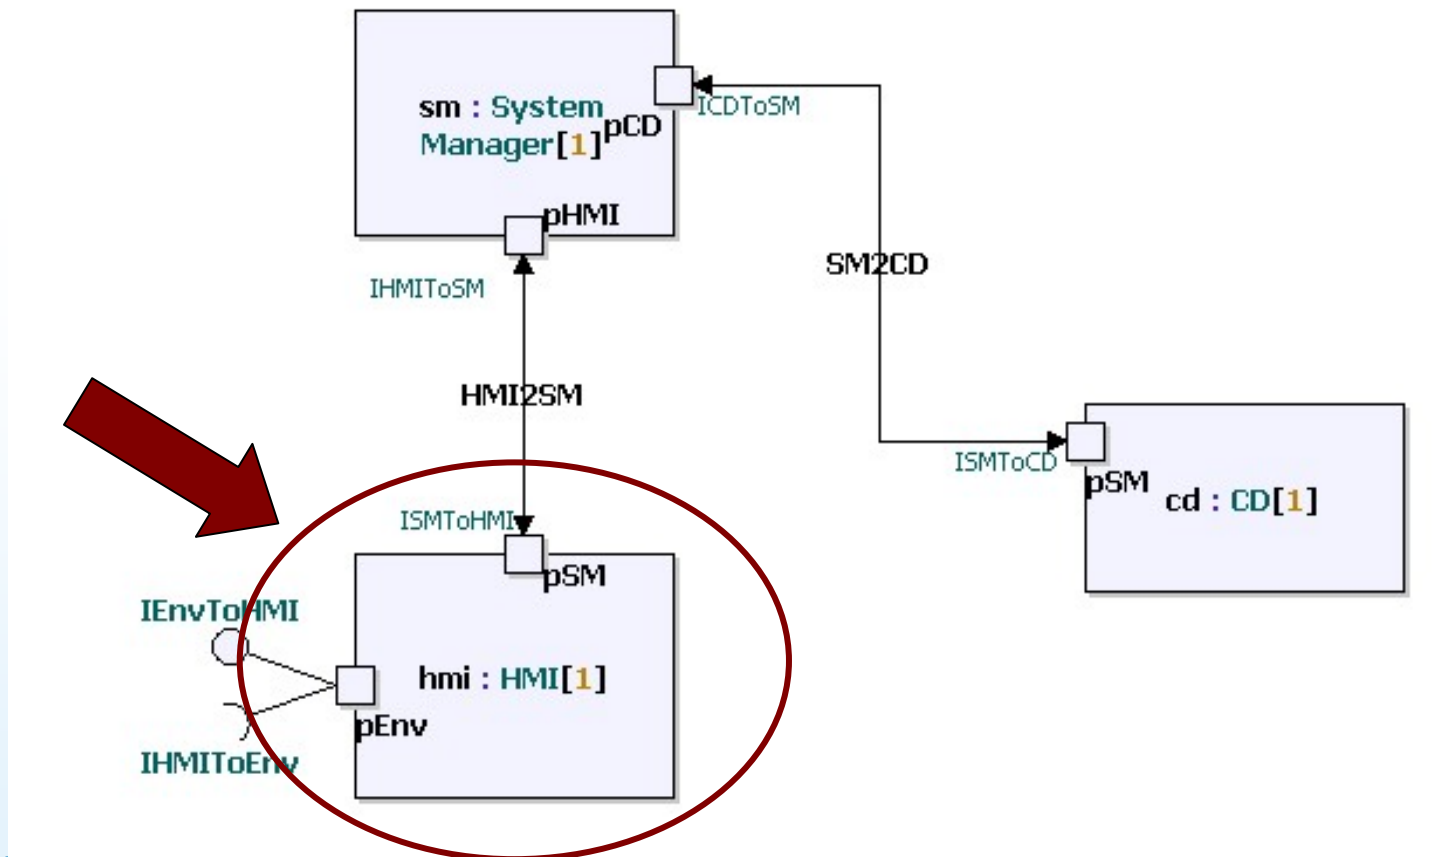 sm : System
Manager[1]
pCD
ICDToSM
pHMI
IHMIToSM
SM2CD
HMI2SM
ISMToCD
pSM
cd : CD[1]
ISMToHMI
pSM
IEnvToHMI
hmi : HMI[1]
pEnv
IHMIToEnv